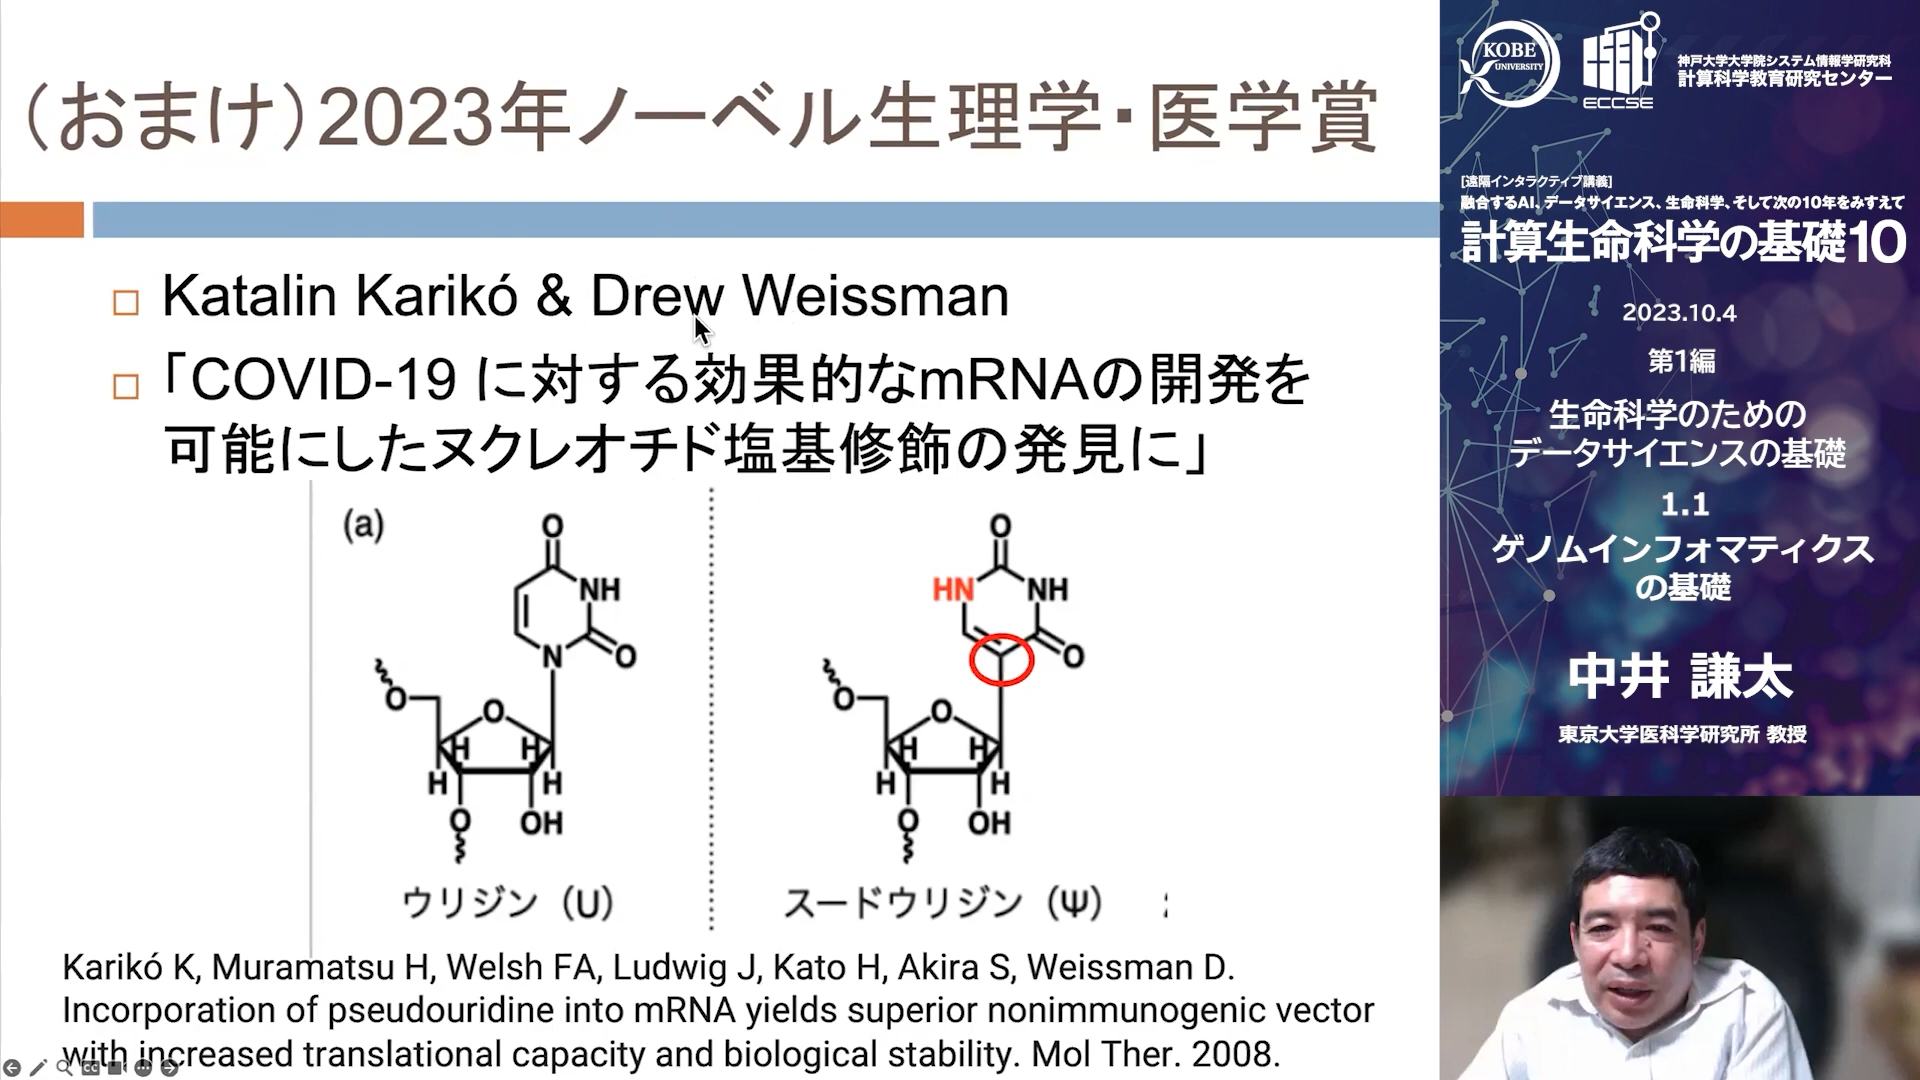 （おまけ）2023年ノーベル生理学・医学賞
Katalin Karikó & Drew Weissman
「COVID-19 に対する効果的なmRNAの開発を
可能にしたヌクレオチド塩基修飾の発見に」
(a)
O
NH
N
O
O
O
H
H
H
H
O
OH
ウリジン（U）
O
HN
NH
O
O
O
H
H
H
H
O
OH
スードウリジン（Ψ）
Karikó K, Muramatsu H, Welsh FA, Ludwig J, Kato H, Akira S, Weissman D.
Incorporation of pseudouridine into mRNA yields superior nonimmunogenic vector
with increased translational capacity and biological stability. Mol Ther. 2008.
KOBE
UNIVERSITY
ECCSE
神戸大学大学院システム情報学研究科
計算科学教育研究センター
[遠隔インタラクティブ講義]
融合するAI、データサイエンス、生命科学、そして次の10年をみすえて
計算生命科学の基礎10
2023.10.4
第1編
生命科学のための
データサイエンスの基礎
1.1
ゲノムインフォマティクス
の基礎
中井 謙太
東京大学医科学研究所 教授